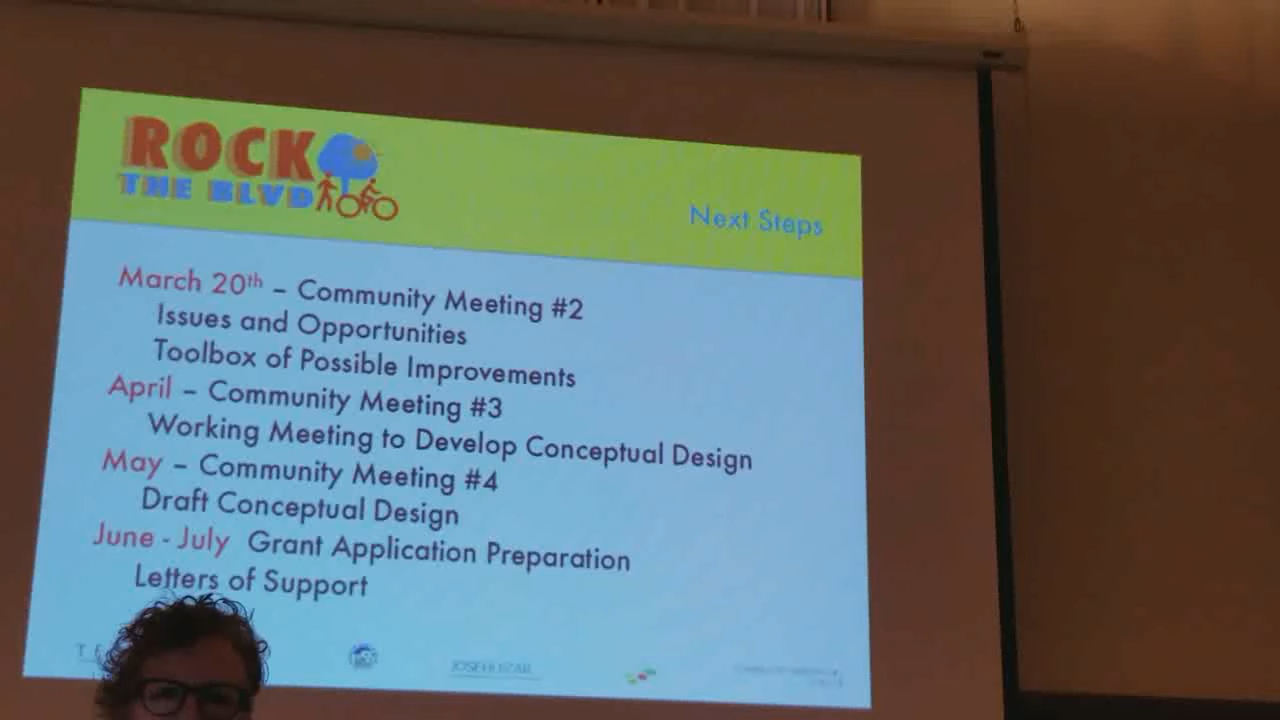 ROCK
THE BLVD
Next Steps
March 20th – Community Meeting #2
Issues and Opportunities
Toolbox of Possible Improvements
April – Community Meeting #3
Working Meeting to Develop Conceptual Design
May – Community Meeting #4
Draft Conceptual Design
June - July Grant Application Preparation
Letters of Support
JOSE HUIZAR